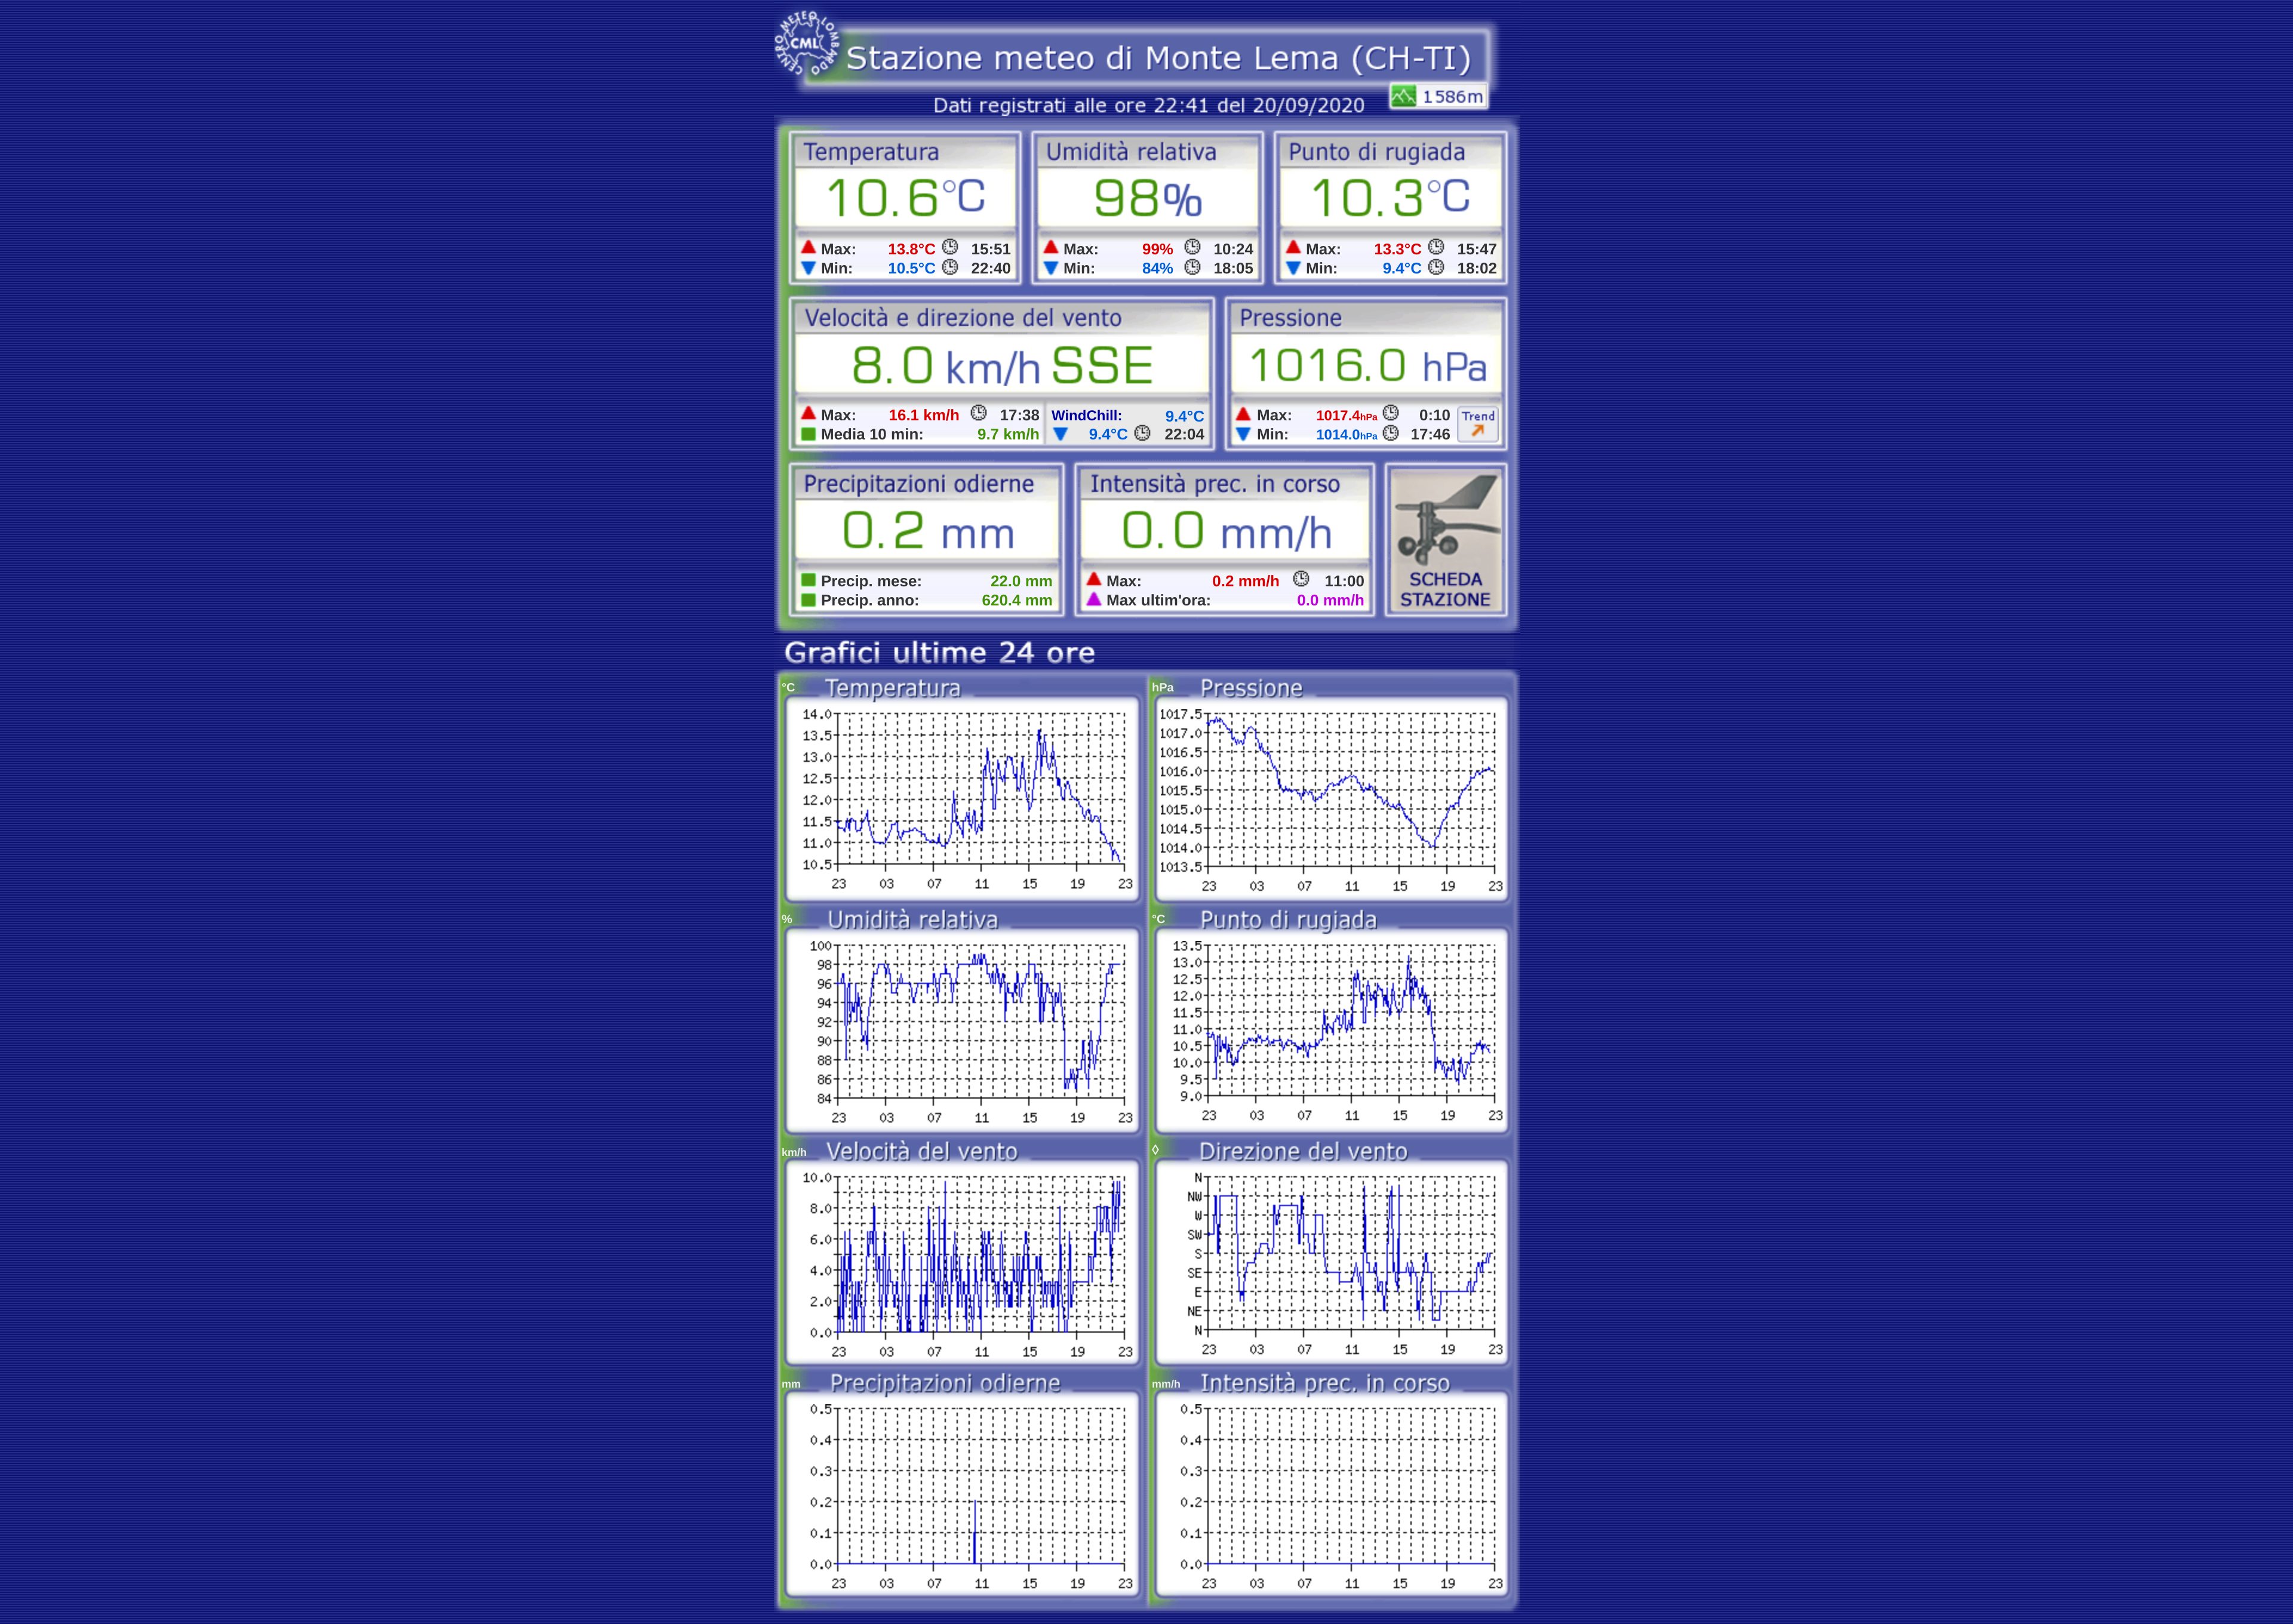 CENTRO METEO LOMBARDO
CML
Stazione meteo di Monte Lema (CH-TI)
1586m
Dati registrati alle ore 22:41 del 20/09/2020
Temperatura
10.6°C
Max: 13.8°C 15:51
Min: 10.5°C 22:40
Umidità relativa
98%
Max: 99% 10:24
Min: 84% 18:05
Punto di rugiada
10.3°C
Max: 13.3°C 15:47
Min: 9.4°C 18:02
Velocità e direzione del vento
8.0 km/h SSE
Max: 16.1 km/h 17:38
Media 10 min: 9.7 km/h
WindChill: 9.4°C
9.4°C 22:04
Pressione
1016.0 hPa
Max: 1017.4hPa 0:10
Min: 1014.0hPa 17:46
Trend
Precipitazioni odierne
0.2 mm
Precip. mese: 22.0 mm
Precip. anno: 620.4 mm
Intensità prec. in corso
0.0 mm/h
Max: 0.2 mm/h 11:00
Max ultim'ora: 0.0 mm/h
SCHEDA
STAZIONE
Grafici ultime 24 ore
°C Temperatura
14.0
13.5
13.0
12.5
12.0
11.5
11.0
10.5
23 03 07 11 15 19 23
hPa Pressione
1017.5
1017.0
1016.5
1016.0
1015.5
1015.0
1014.5
1014.0
1013.5
23 03 07 11 15 19 23
% Umidità relativa
100
98
96
94
92
90
88
86
84
23 03 07 11 15 19 23
°C Punto di rugiada
13.5
13.0
12.5
12.0
11.5
11.0
10.5
10.0
9.5
9.0
23 03 07 11 15 19 23
km/h Velocità del vento
10.0
8.0
6.0
4.0
2.0
0.0
23 03 07 11 15 19 23
◊ Direzione del vento
N
NW
W
SW
S
SE
E
NE
N
23 03 07 11 15 19 23
mm Precipitazioni odierne
0.5
0.4
0.3
0.2
0.1
0.0
23 03 07 11 15 19 23
mm/h Intensità prec. in corso
0.5
0.4
0.3
0.2
0.1
0.0
23 03 07 11 15 19 23